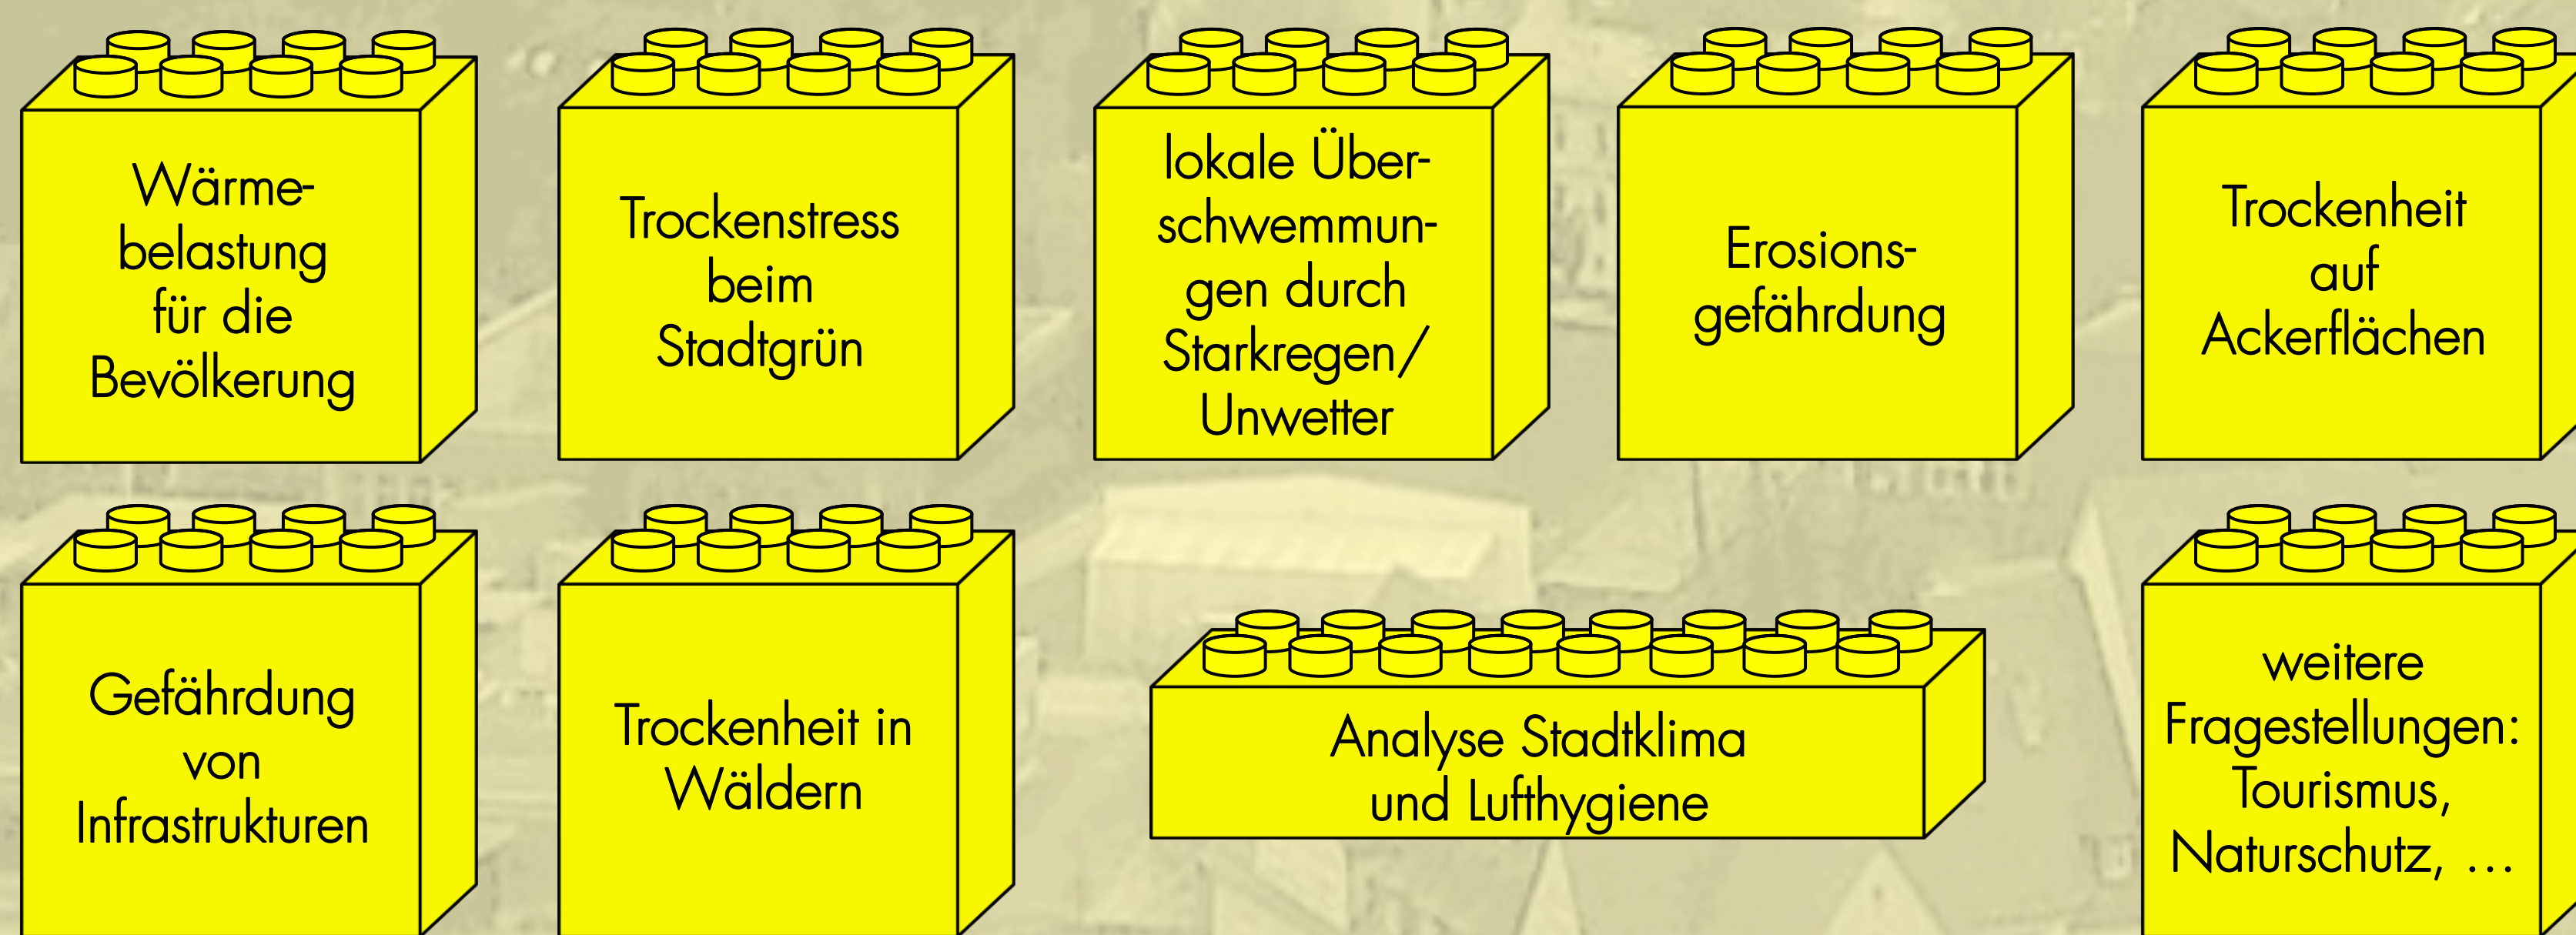 Wärme-
belastung
für die
Bevölkerung
Trockenstress
beim
Stadtgrün
lokale Über-
schwemmun-
gen durch
Starkregen/
Unwetter
Erosions-
gefährdung
Trockenheit
auf
Ackerflächen
Gefährdung
von
Infrastrukturen
Trockenheit in
Wäldern
Analyse Stadtklima
und Lufthygiene
weitere
Fragestellungen:
Tourismus,
Naturschutz, …